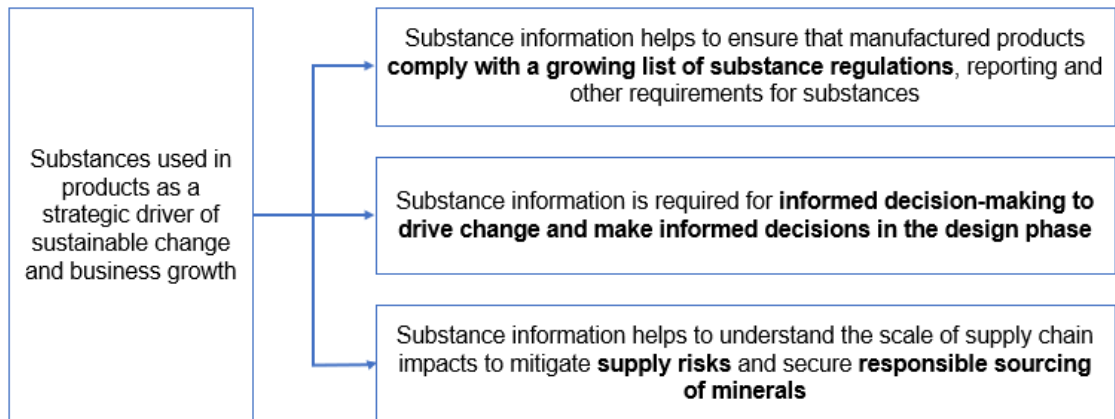 Substances used in
products as a
strategic driver of
sustainable change
and business growth
Substance information helps to ensure that manufactured products
comply with a growing list of substance regulations, reporting and
other requirements for substances
Substance information is required for informed decision-making to
drive change and make informed decisions in the design phase
Substance information helps to understand the scale of supply chain
impacts to mitigate supply risks and secure responsible sourcing
of minerals